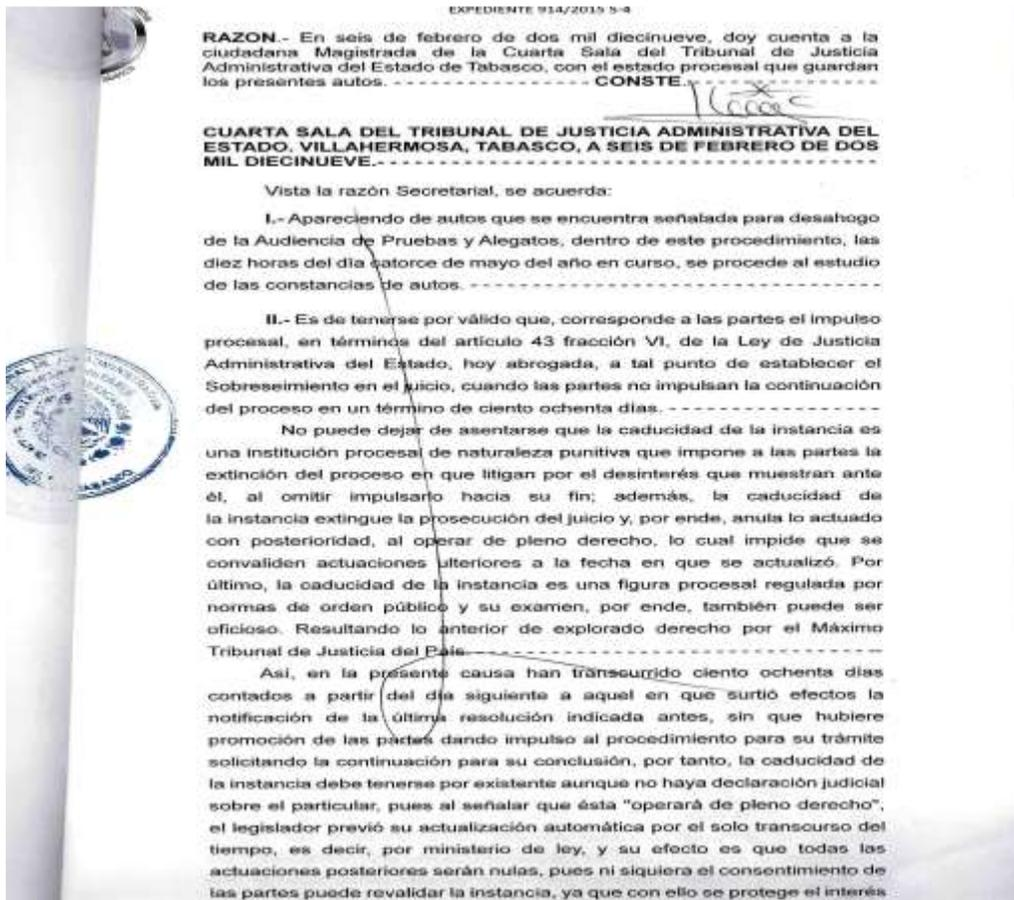 EXPEDIENTE 914/2015 S-4
RAZON.- En seis de febrero de dos mil diecinueve, doy cuenta a la
ciudadana Magistrada de la Cuarta Sala del Tribunal de Justicia
Administrativa del Estado de Tabasco, con el estado procesal que guardan
los presentes autos. - - - - - - - - - - - - - - - - - - CONSTE.- - - - - - - - - - - - - - - - -
CUARTA SALA DEL TRIBUNAL DE JUSTICIA ADMINISTRATIVA DEL
ESTADO. VILLAHERMOSA, TABASCO, A SEIS DE FEBRERO DE DOS
MIL DIECINUEVE.- - - - - - - - - - - - - - - - - - - - - - - - - - - - - - - - - - - - - - - - -
Vista la razón Secretarial, se acuerda:
I.- Apareciendo de autos que se encuentra señalada para desahogo
de la Audiencia de Pruebas y Alegatos, dentro de este procedimiento, las
diez horas del día catorce de mayo del año en curso, se procede al estudio
de las constancias de autos. - - - - - - - - - - - - - - - - - - - - - - - - - - - - - - - - -
II.- Es de tenerse por válido que, corresponde a las partes el impulso
procesal, en términos del artículo 43 fracción VI, de la Ley de Justicia
Administrativa del Estado, hoy abrogada, a tal punto de establecer el
Sobreseimiento en el juicio, cuando las partes no impulsan la continuación
del proceso en un término de ciento ochenta días. - - - - - - - - - - - - - - - - -
No puede dejar de asentarse que la caducidad de la instancia es
una institución procesal de naturaleza punitiva que impone a las partes la
extinción del proceso en que litigan por el desinterés que muestran ante
él, al omitir impulsarlo hacia su fin; además, la caducidad de
la instancia extingue la prosecución del juicio y, por ende, anula lo actuado
con posterioridad, al operar de pleno derecho, lo cual impide que se
convaliden actuaciones ulteriores a la fecha en que se actualizó. Por
último, la caducidad de la instancia es una figura procesal regulada por
normas de orden público y su examen, por ende, también puede ser
oficioso. Resultando lo anterior de explorado derecho por el Máximo
Tribunal de Justicia del País.- - - - - - - - - - - - - - - - - - - - - - - - - - - - - - - - -
Así, en la presente causa han transcurrido ciento ochenta días
contados a partir del día siguiente a aquel en que surtió efectos la
notificación de la última resolución indicada antes, sin que hubiere
promoción de las partes dando impulso al procedimiento para su trámite
solicitando la continuación para su conclusión, por tanto, la caducidad de
la instancia debe tenerse por existente aunque no haya declaración judicial
sobre el particular, pues al señalar que ésta "operará de pleno derecho",
el legislador previó su actualización automática por el solo transcurso del
tiempo, es decir, por ministerio de ley, y su efecto es que todas las
actuaciones posteriores serán nulas, pues ni siquiera el consentimiento de
las partes puede revalidar la instancia, ya que con ello se protege el interés
TABASCO